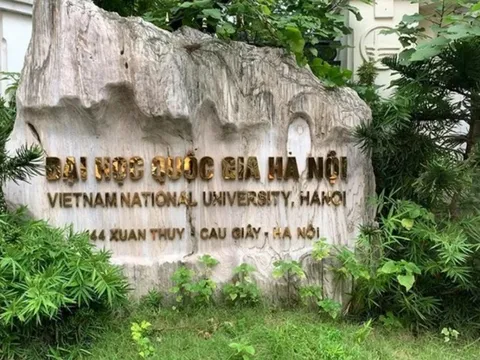 ĐẠI HỌC QUỐC GIA HÀ NỘI
VIETNAM NATIONAL UNIVERSITY, HANOI
144 XUAN THUY - CAU GIẤY - HÀ NỘI